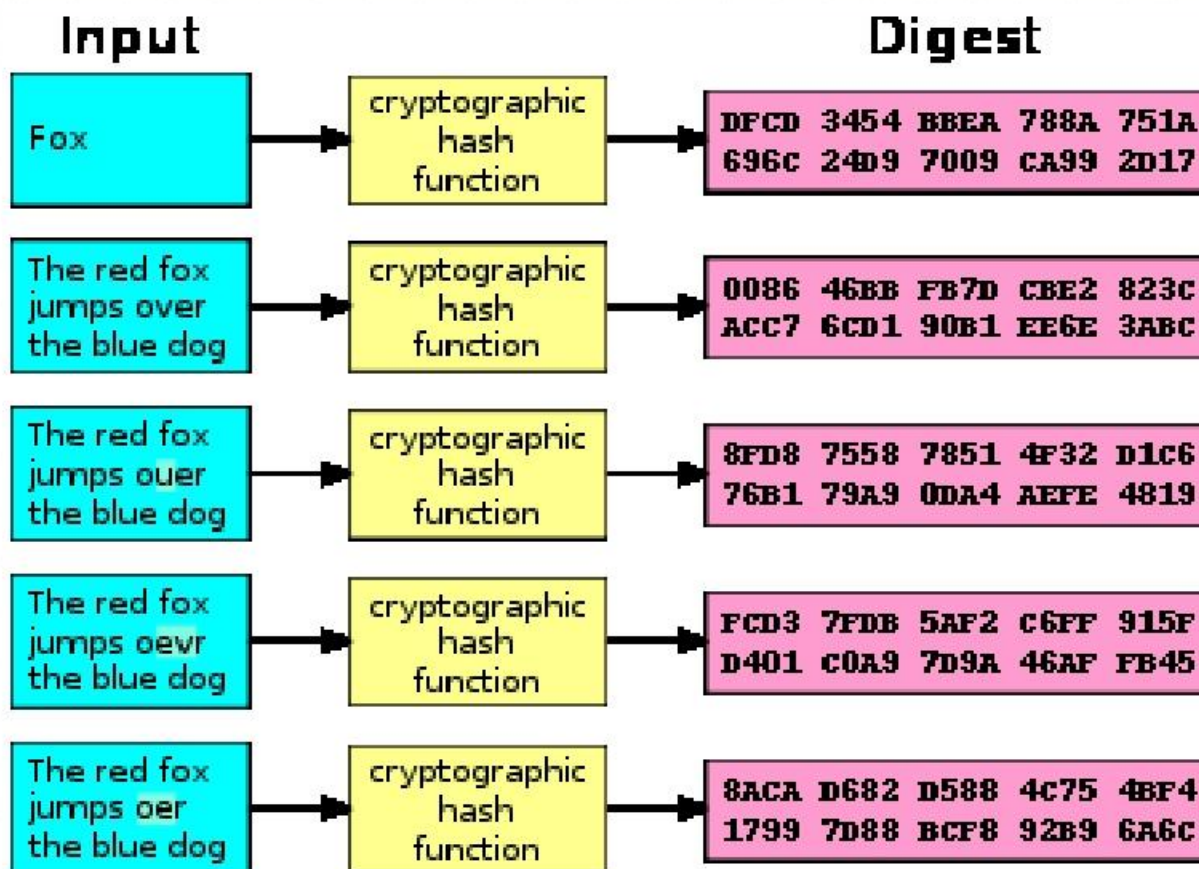 Input
Digest
Fox
cryptographic
hash
function
DFCD 3454 BBEA 788A 751A
696C 24D9 7009 CA99 2D17
The red fox
jumps over
the blue dog
cryptographic
hash
function
0086 46BB FB7D CBE2 823C
ACC7 6CD1 90B1 EE6E 3ABC
The red fox
jumps ouer
the blue dog
cryptographic
hash
function
8FD8 7558 7851 4F32 D1C6
76B1 79A9 0DA4 AEFE 4819
The red fox
jumps oevr
the blue dog
cryptographic
hash
function
FCD3 7FDB 5AF2 C6FF 915F
D401 C0A9 7D9A 46AF FB45
The red fox
jumps oer
the blue dog
cryptographic
hash
function
8ACA D682 D588 4C75 4BF4
1799 7D88 BCF8 92B9 6A6C